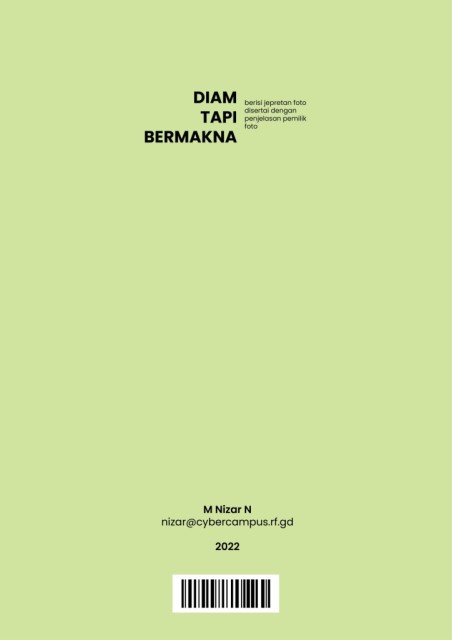 DIAM
TAPI
BERMAKNA
berisi jepretan foto
disertai dengan
penjelasan pemilik
foto
M Nizar N
nizar@cybercampus.rf.gd
2022